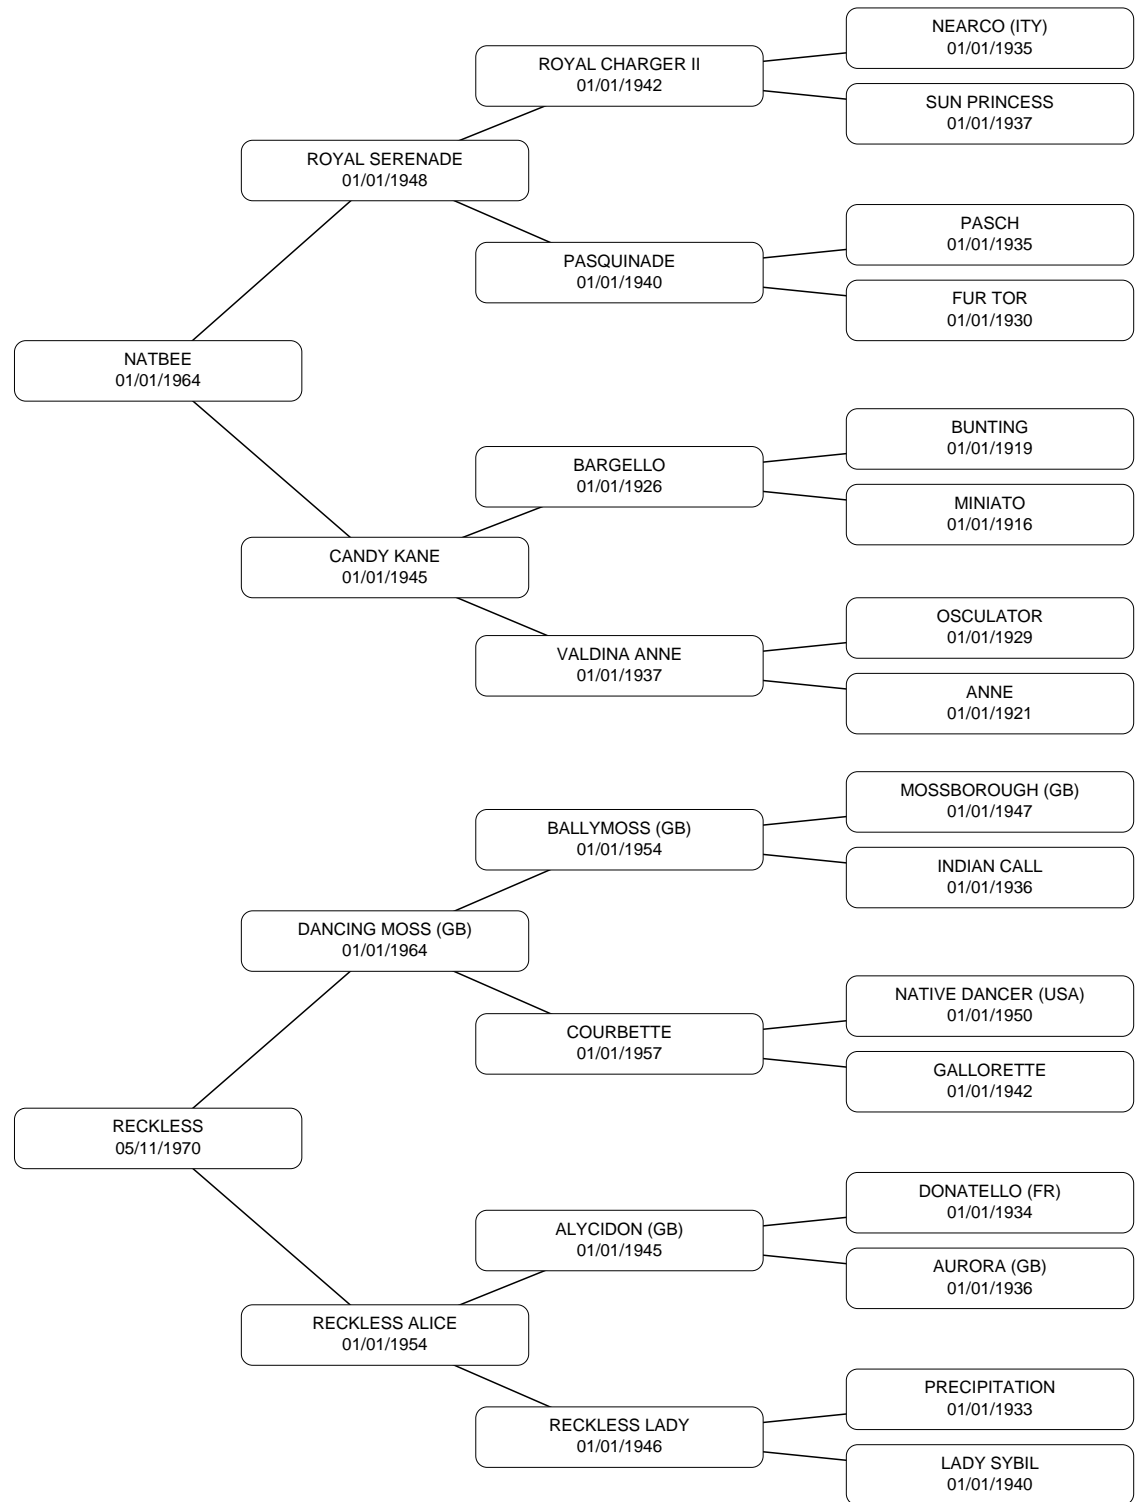 NEARCO (ITY)
01/01/1935
ROYAL CHARGER II
01/01/1942
SUN PRINCESS
01/01/1937
ROYAL SERENADE
01/01/1948
PASCH
01/01/1935
PASQUINADE
01/01/1940
FUR TOR
01/01/1930
NATBEE
01/01/1964
BUNTING
01/01/1919
BARGELLO
01/01/1926
MINIATO
01/01/1916
CANDY KANE
01/01/1945
OSCULATOR
01/01/1929
VALDINA ANNE
01/01/1937
ANNE
01/01/1921
MOSSBOROUGH (GB)
01/01/1947
BALLYMOSS (GB)
01/01/1954
INDIAN CALL
01/01/1936
DANCING MOSS (GB)
01/01/1964
NATIVE DANCER (USA)
01/01/1950
COURBETTE
01/01/1957
GALLORETTE
01/01/1942
RECKLESS
05/11/1970
DONATELLO (FR)
01/01/1934
ALYCIDON (GB)
01/01/1945
AURORA (GB)
01/01/1936
RECKLESS ALICE
01/01/1954
PRECIPITATION
01/01/1933
RECKLESS LADY
01/01/1946
LADY SYBIL
01/01/1940